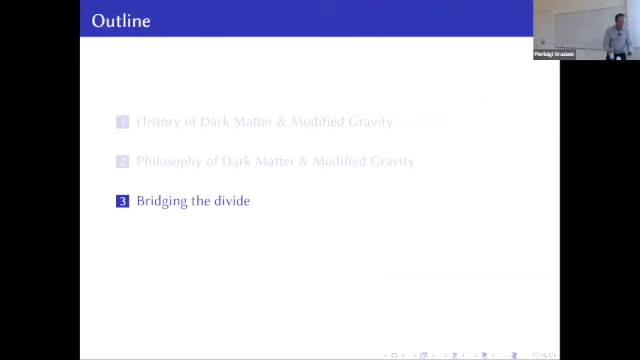 Outline
Pierluigi Graziani
1 History of Dark Matter & Modified Gravity
2 Philosophy of Dark Matter & Modified Gravity
3 Bridging the divide